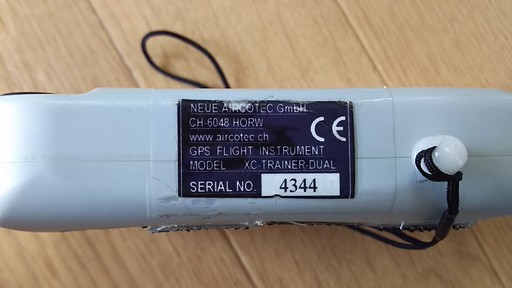 NEUE AIRCOTEC GmbH
CH-6048 HORW
www.aircotec.ch
GPS FLIGHT INSTRUMENT
MODEL XC-TRAINER-DUAL
SERIAL NO. 4344
CE